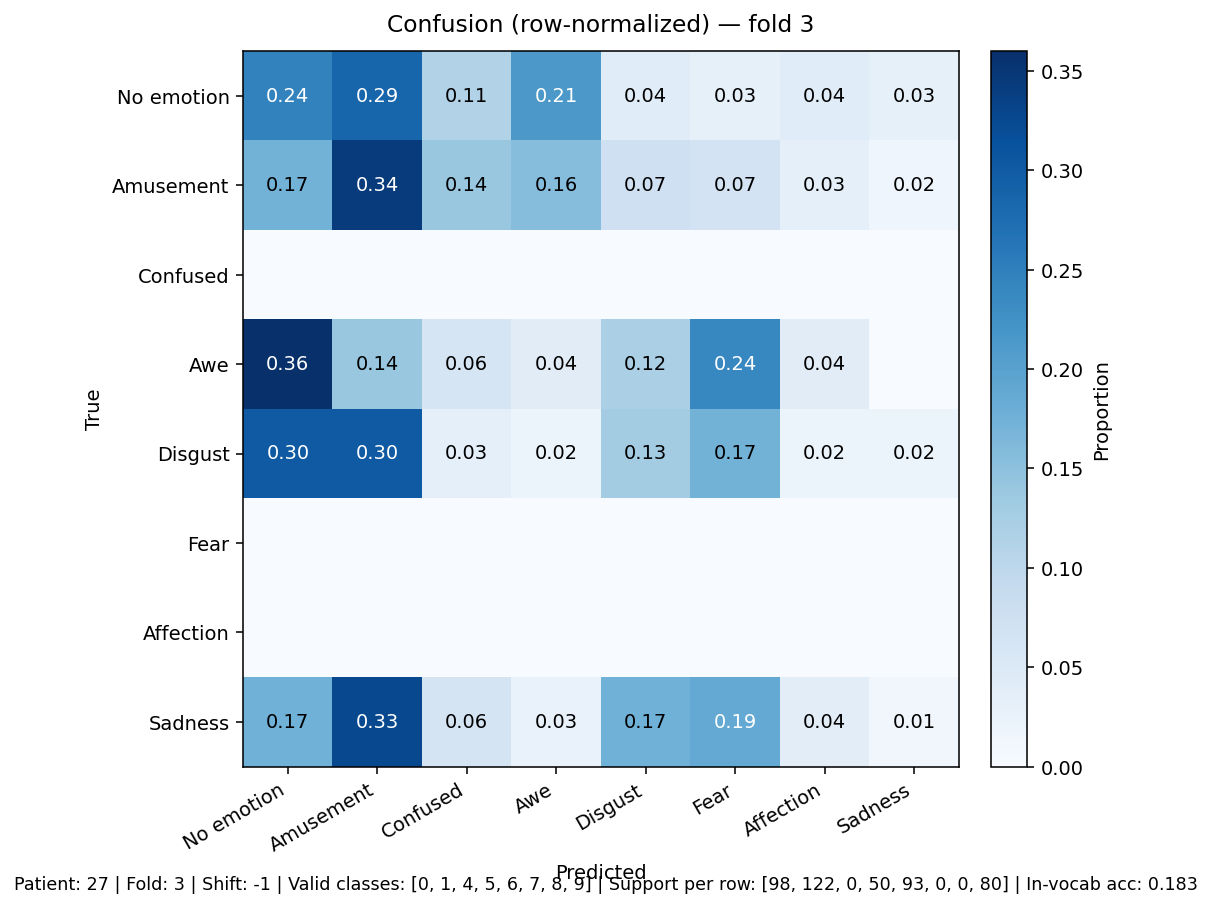 Confusion (row-normalized) — fold 3
No emotion 0.24 0.29 0.11 0.21 0.04 0.03 0.04 0.03
Amusement 0.17 0.34 0.14 0.16 0.07 0.07 0.03 0.02
Confused
Awe 0.36 0.14 0.06 0.04 0.12 0.24 0.04
Disgust 0.30 0.30 0.03 0.02 0.13 0.17 0.02 0.02
Fear
Affection
Sadness 0.17 0.33 0.06 0.03 0.17 0.19 0.04 0.01
True
No emotion Amusement Confused Awe Disgust Fear Affection Sadness
Predicted
0.35
0.30
0.25
0.20
0.15
0.10
0.05
0.00
Proportion
Patient: 27 | Fold: 3 | Shift: -1 | Valid classes: [0, 1, 4, 5, 6, 7, 8, 9] | Support per row: [98, 122, 0, 50, 93, 0, 0, 80] | In-vocab acc: 0.183